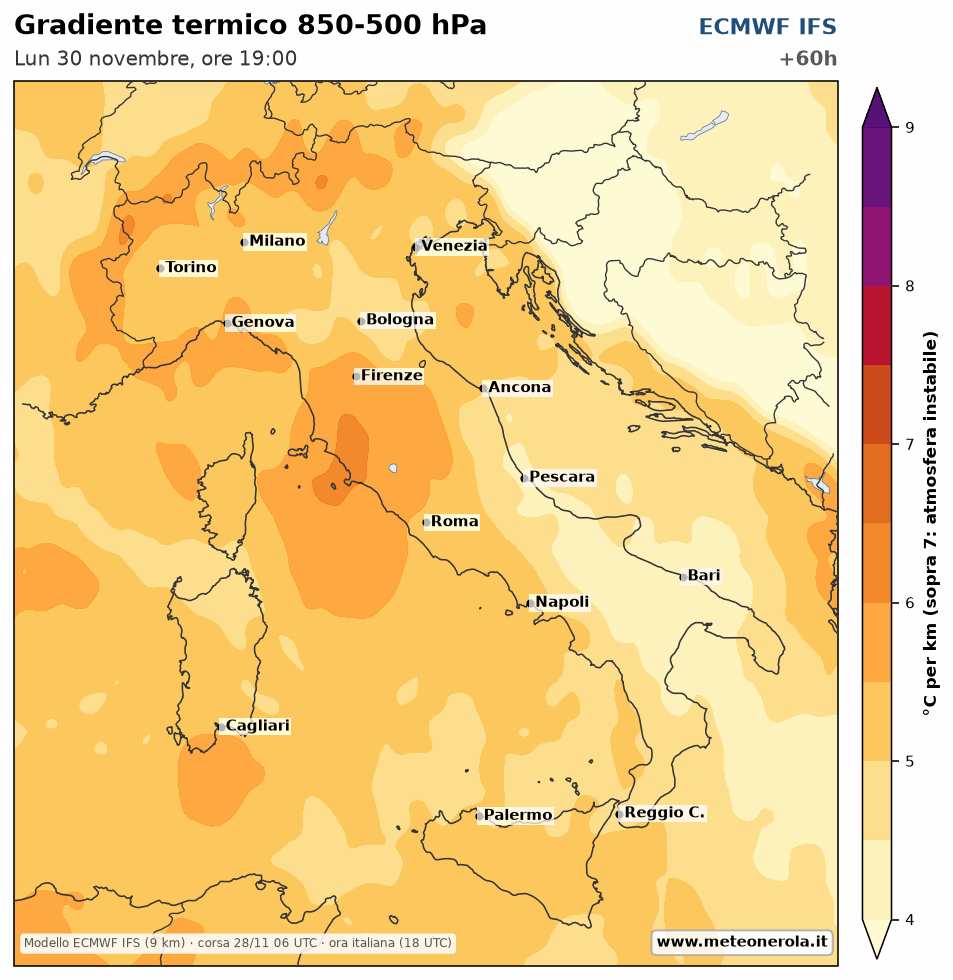 Gradiente termico 850-500 hPa
ECMWF IFS
Lun 30 novembre, ore 19:00
+60h
Milano
Venezia
Torino
Genova
Bologna
Firenze
Ancona
Pescara
Roma
Bari
Napoli
Cagliari
Palermo
Reggio C.
9
8
7
6
5
4
°C per km (sopra 7: atmosfera instabile)
Modello ECMWF IFS (9 km) · corsa 28/11 06 UTC · ora italiana (18 UTC)
www.meteonerola.it